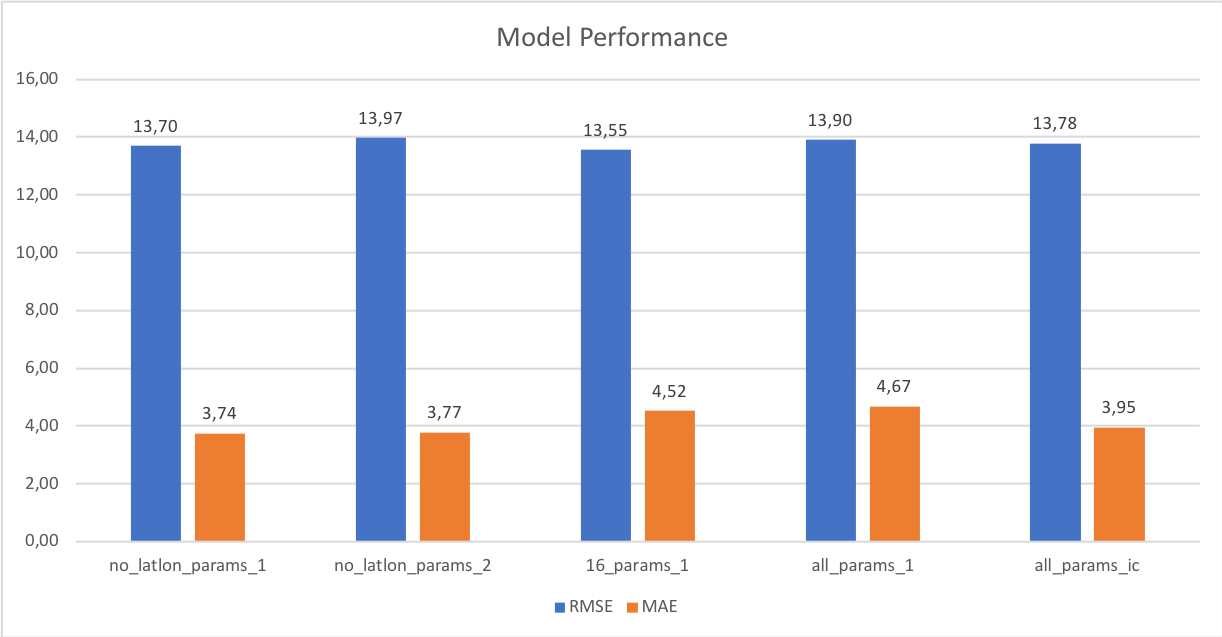 Model Performance
16,00
14,00
12,00
10,00
8,00
6,00
4,00
2,00
0,00
13,70
3,74
13,97
3,77
13,55
4,52
13,90
4,67
13,78
3,95
no_latlon_params_1
no_latlon_params_2
16_params_1
all_params_1
all_params_ic
RMSE
MAE